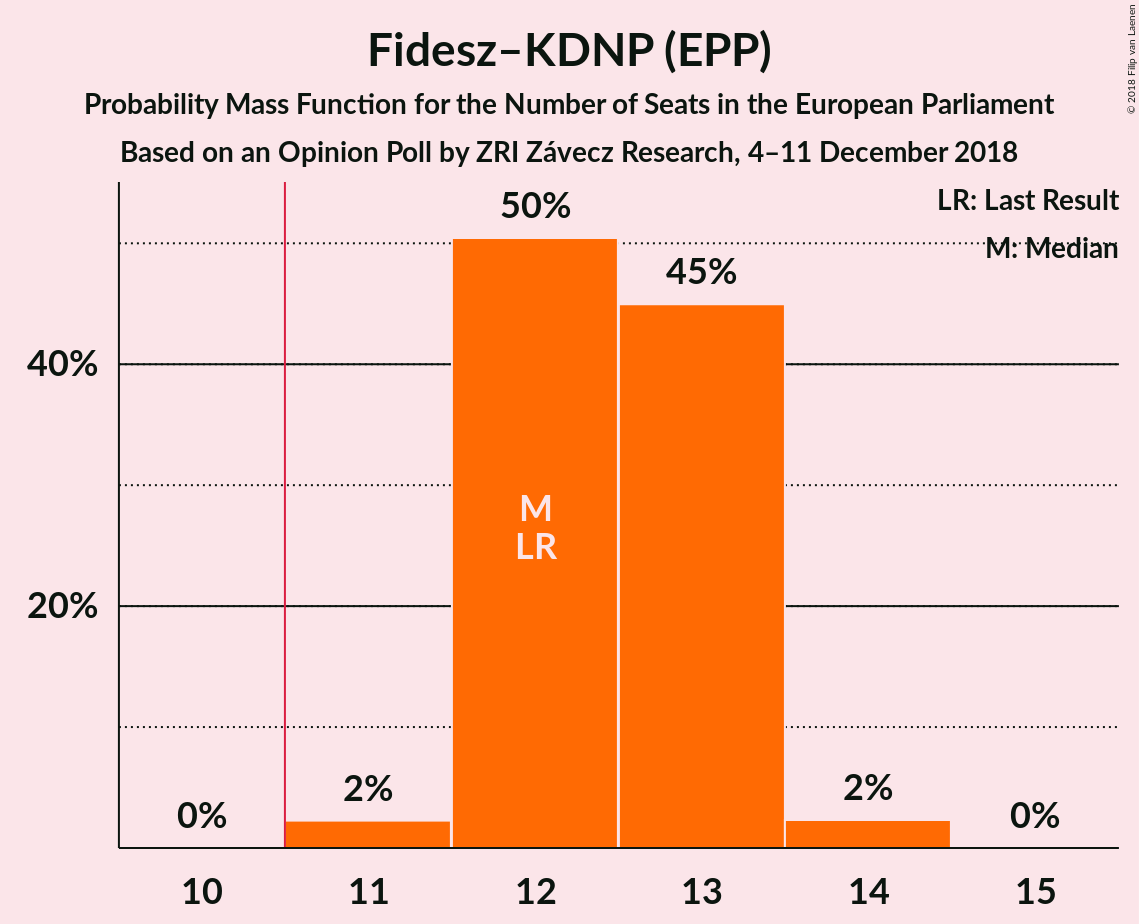 Fidesz–KDNP (EPP)
Probability Mass Function for the Number of Seats in the European Parliament
Based on an Opinion Poll by ZRI Závecz Research, 4–11 December 2018
© 2018 Filip van Laenen
LR: Last Result
M: Median
50%
45%
40%
M
LR
20%
0%
2%
2%
0%
10
11
12
13
14
15